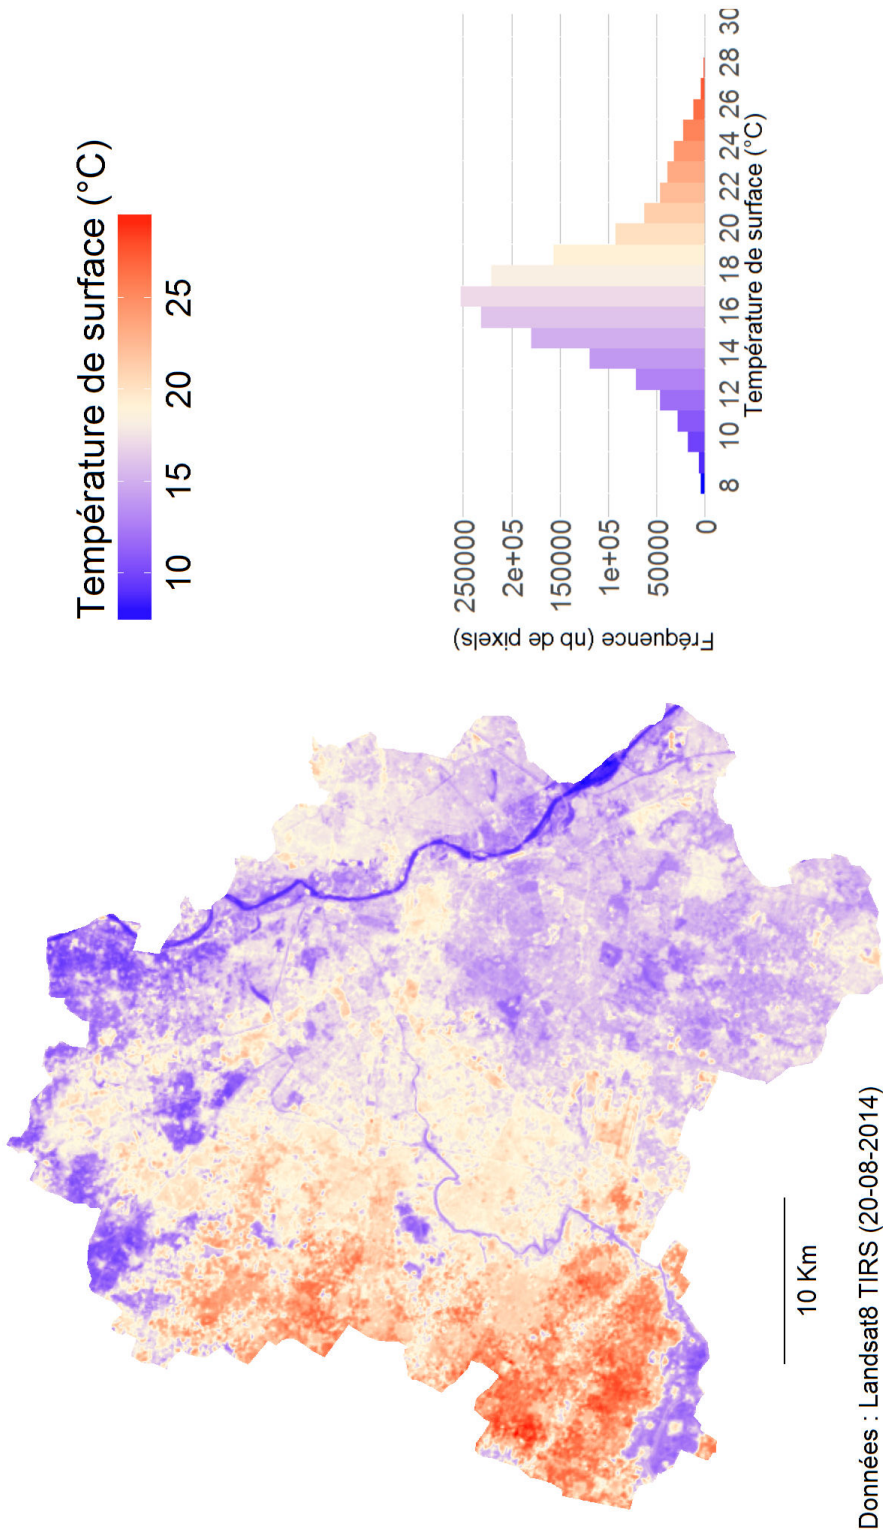 Température de surface (°C)
10 15 20 25
Fréquence (nb de pixels)
250000
2e+05
150000
1e+05
50000
0
8 10 12 14 16 18 20 22 24 26 28 30
Température de surface (°C)
10 Km
Données : Landsat8 TIRS (20-08-2014)